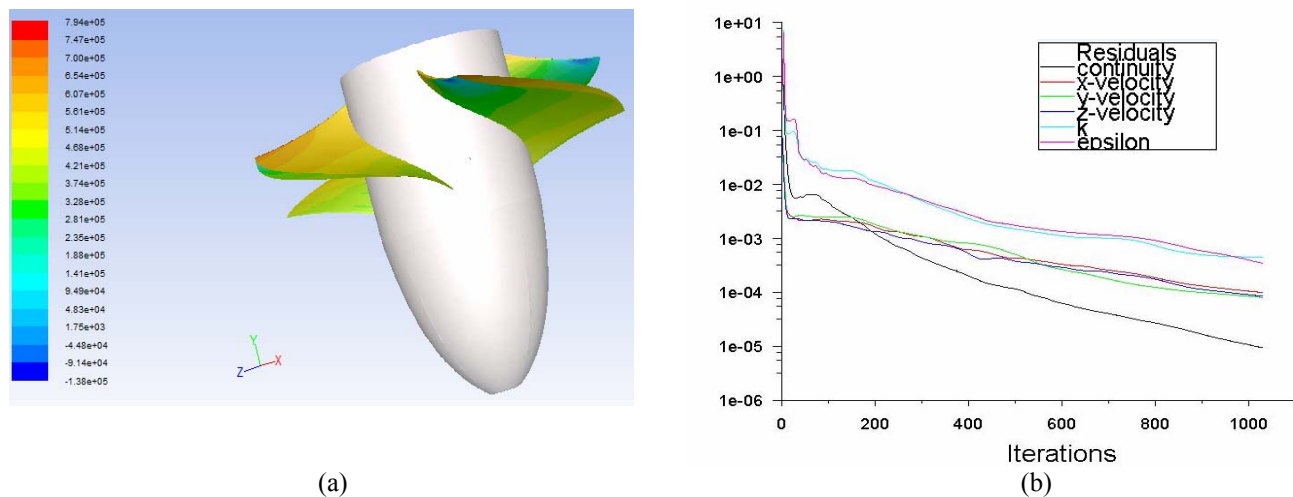 7.94e+05
7.47e+05
7.00e+05
6.54e+05
6.07e+05
5.61e+05
5.14e+05
4.68e+05
4.21e+05
3.74e+05
3.28e+05
2.81e+05
2.35e+05
1.88e+05
1.41e+05
9.49e+04
4.83e+04
1.75e+03
-4.48e+04
-9.14e+04
-1.38e+05
Y
Z
X
(a)
1e+01
1e+00
1e-01
1e-02
1e-03
1e-04
1e-05
1e-06
Residuals
continuity
x-velocity
y-velocity
z-velocity
k
epsilon
0
200
400
600
800
1000
Iterations
(b)